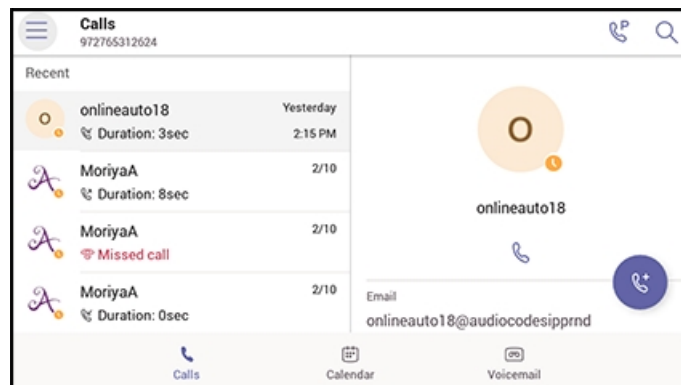 Calls
972765312624
P
Recent
O
onlineauto18
Yesterday
Duration: 3sec
2:15 PM
A
MoriyaA
2/10
Duration: 8sec
A
MoriyaA
2/10
Missed call
A
MoriyaA
2/10
Duration: 0sec
O
onlineauto18
Email
onlineauto18@audiocodesipprnd
Calls
Calendar
Voicemail